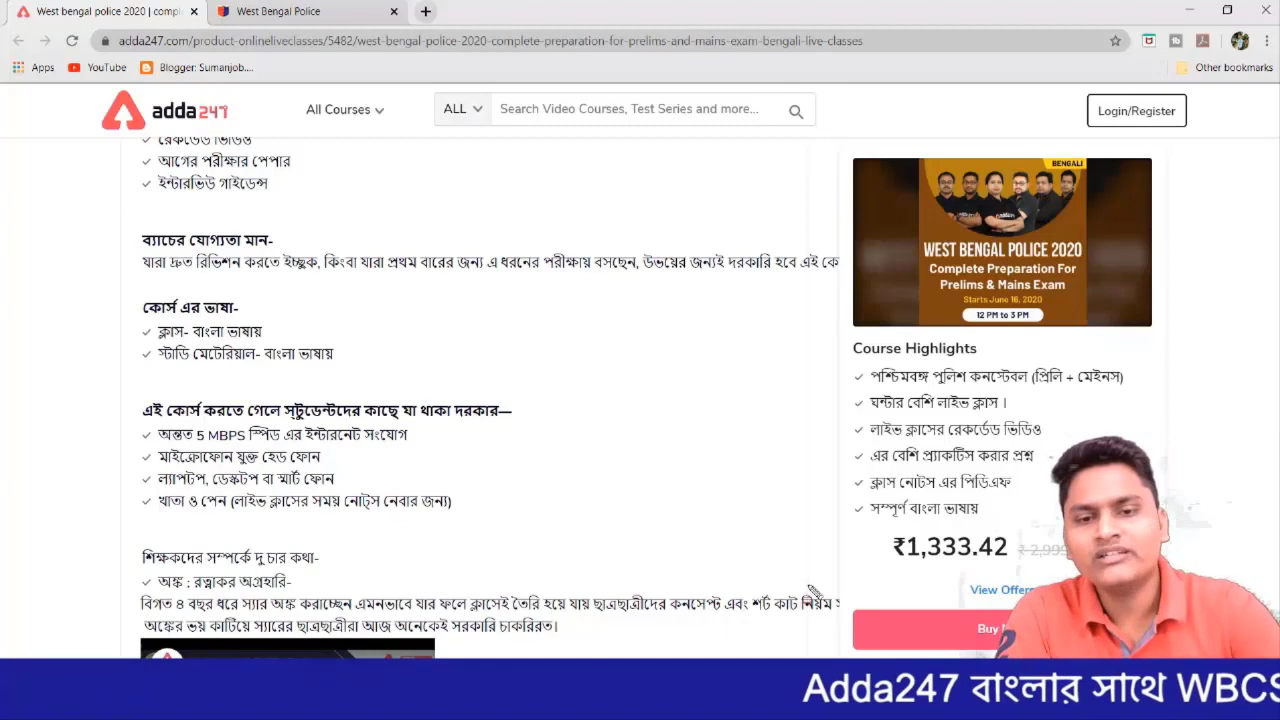 West bengal police 2020 | compl
West Bengal Police
adda247.com/product-onlineliveclasses/5482/west-bengal-police-2020-complete-preparation-for-prelims-and-mains-exam-bengali-live-classes
Apps
YouTube
Blogger: Sumanjob....
Other bookmarks
adda247
All Courses
ALL
Search Video Courses, Test Series and more...
Login/Register
রেকর্ডেড ভিডিও
আগের পরীক্ষার পেপার
ইন্টারভিউ গাইডেন্স
ব্যাচের যোগ্যতা মান-
যারা দ্রুত রিভিশন করতে ইচ্ছুক, কিংবা যারা প্রথম বারের জন্য এ ধরনের পরীক্ষায় বসছেন, উভয়ের জন্যই দরকারি হবে এই কো
কোর্স এর ভাষা-
ক্লাস- বাংলা ভাষায়
স্টাডি মেটেরিয়াল- বাংলা ভাষায়
এই কোর্স করতে গেলে স্টুডেন্টদের কাছে যা থাকা দরকার—
অন্তত 5 MBPS স্পিড এর ইন্টারনেট সংযোগ
মাইক্রোফোন যুক্ত হেড ফোন
ল্যাপটপ, ডেস্কটপ বা স্মার্ট ফোন
খাতা ও পেন (লাইভ ক্লাসের সময় নোট্স নেবার জন্য)
শিক্ষকদের সম্পর্কে দু চার কথা-
অঙ্ক : রত্নাকর অগ্রহারি-
বিগত ৪ বছর ধরে স্যার অঙ্ক করাচ্ছেন এমনভাবে যার ফলে ক্লাসেই তৈরি হয়ে যায় ছাত্রছাত্রীদের কনসেপ্ট এবং শর্ট কাট নিয়ম স
অঙ্কের ভয় কাটিয়ে স্যারের ছাত্রছাত্রীরা আজ অনেকেই সরকারি চাকরিরত।
BENGALI
WEST BENGAL POLICE 2020
Complete Preparation For
Prelims & Mains Exam
Starts June 16, 2020
12 PM to 3 PM
Course Highlights
পশ্চিমবঙ্গ পুলিশ কনস্টেবল (প্রিলি + মেইনস)
ঘন্টার বেশি লাইভ ক্লাস ।
লাইভ ক্লাসের রেকর্ডেড ভিডিও
এর বেশি প্র্যাকটিস করার প্রশ্ন
ক্লাস নোটস এর পিডিএফ
সম্পূর্ণ বাংলা ভাষায়
₹1,333.42 ₹ 2,999
View Offers
Buy
Adda247 বাংলার সাথে WBCS